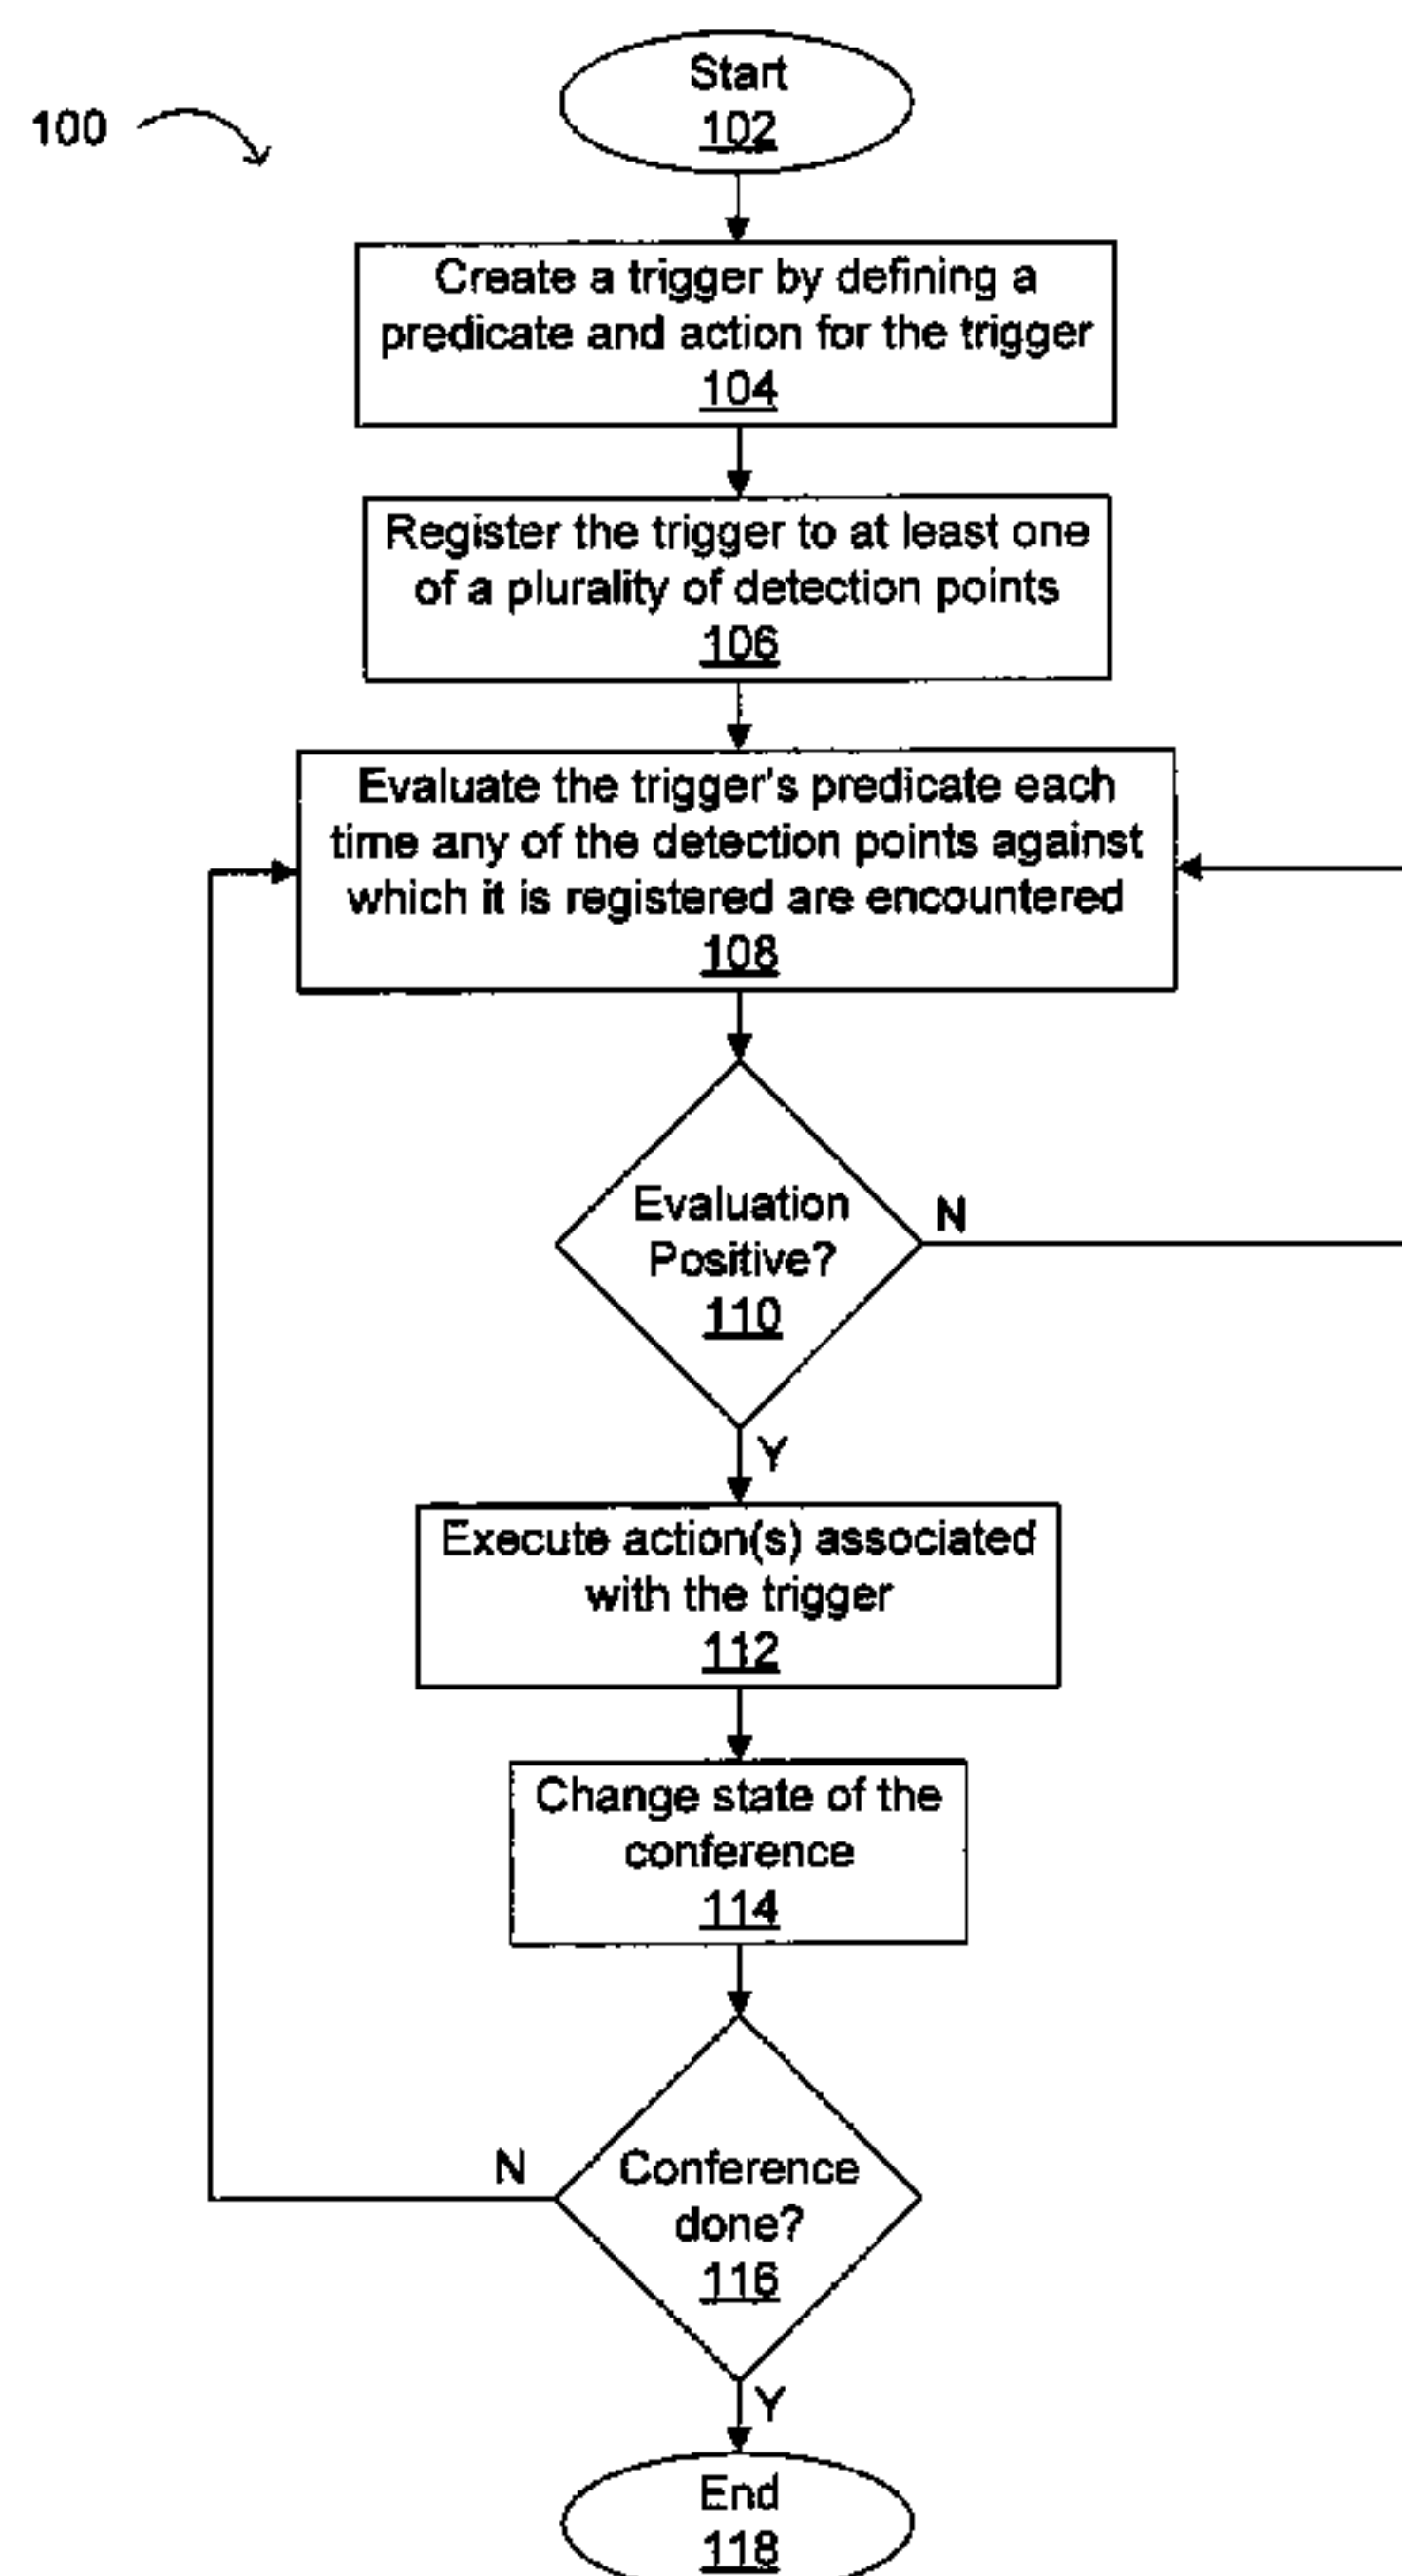 100
Start
102
Create a trigger by defining a
predicate and action for the trigger
104
Register the trigger to at least one
of a plurality of detection points
106
Evaluate the trigger's predicate each
time any of the detection points against
which it is registered are encountered
108
Evaluation
Positive?
110
N
Y
Execute action(s) associated
with the trigger
112
Change state of the
conference
114
N
Conference
done?
116
Y
End
118